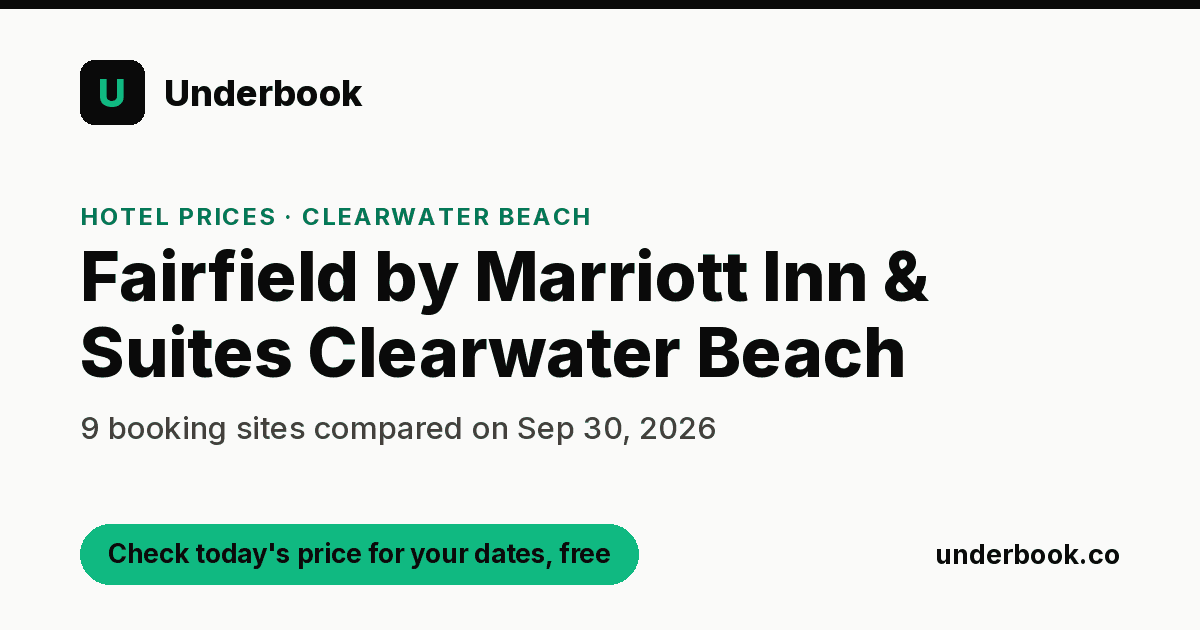 U
Underbook
HOTEL PRICES · CLEARWATER BEACH
Fairfield by Marriott Inn &
Suites Clearwater Beach
9 booking sites compared on Sep 30, 2026
Check today's price for your dates, free
underbook.co